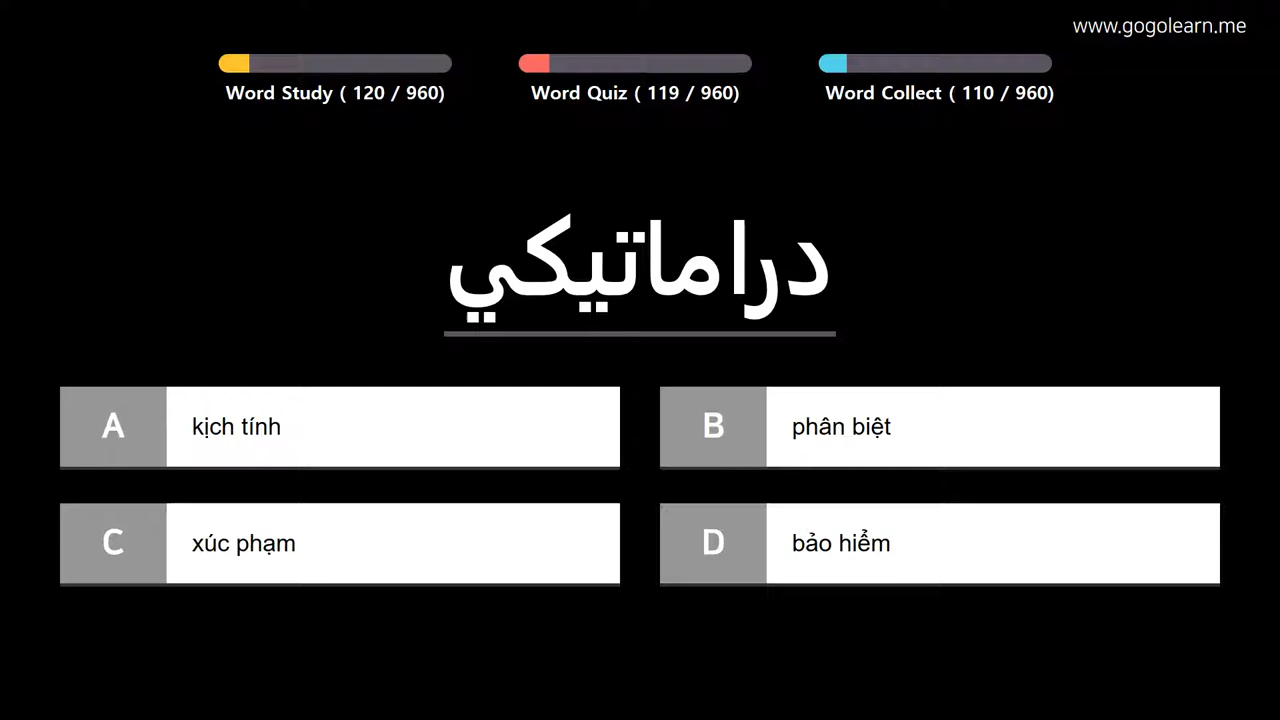 www.gogolearn.me
Word Study ( 120 / 960)
Word Quiz ( 119 / 960)
Word Collect ( 110 / 960)
دراماتيكي
A kịch tính
B phân biệt
C xúc phạm
D bảo hiểm